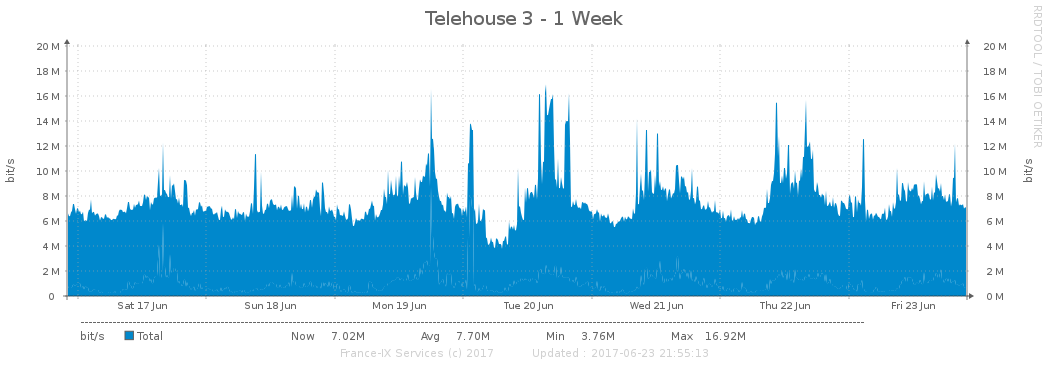 Telehouse 3 - 1 Week
RRDTOOL / TOBI OETIKER
20 M 20 M
18 M 18 M
16 M 16 M
14 M 14 M
12 M 12 M
10 M 10 M
8 M 8 M
6 M 6 M
4 M 4 M
2 M 2 M
0 0 M
bit/s bit/s
Sat 17 Jun Sun 18 Jun Mon 19 Jun Tue 20 Jun Wed 21 Jun Thu 22 Jun Fri 23 Jun
bit/s Total Now 7.02M Avg 7.70M Min 3.76M Max 16.92M
France-IX Services (c) 2017 Updated : 2017-06-23 21:55:13